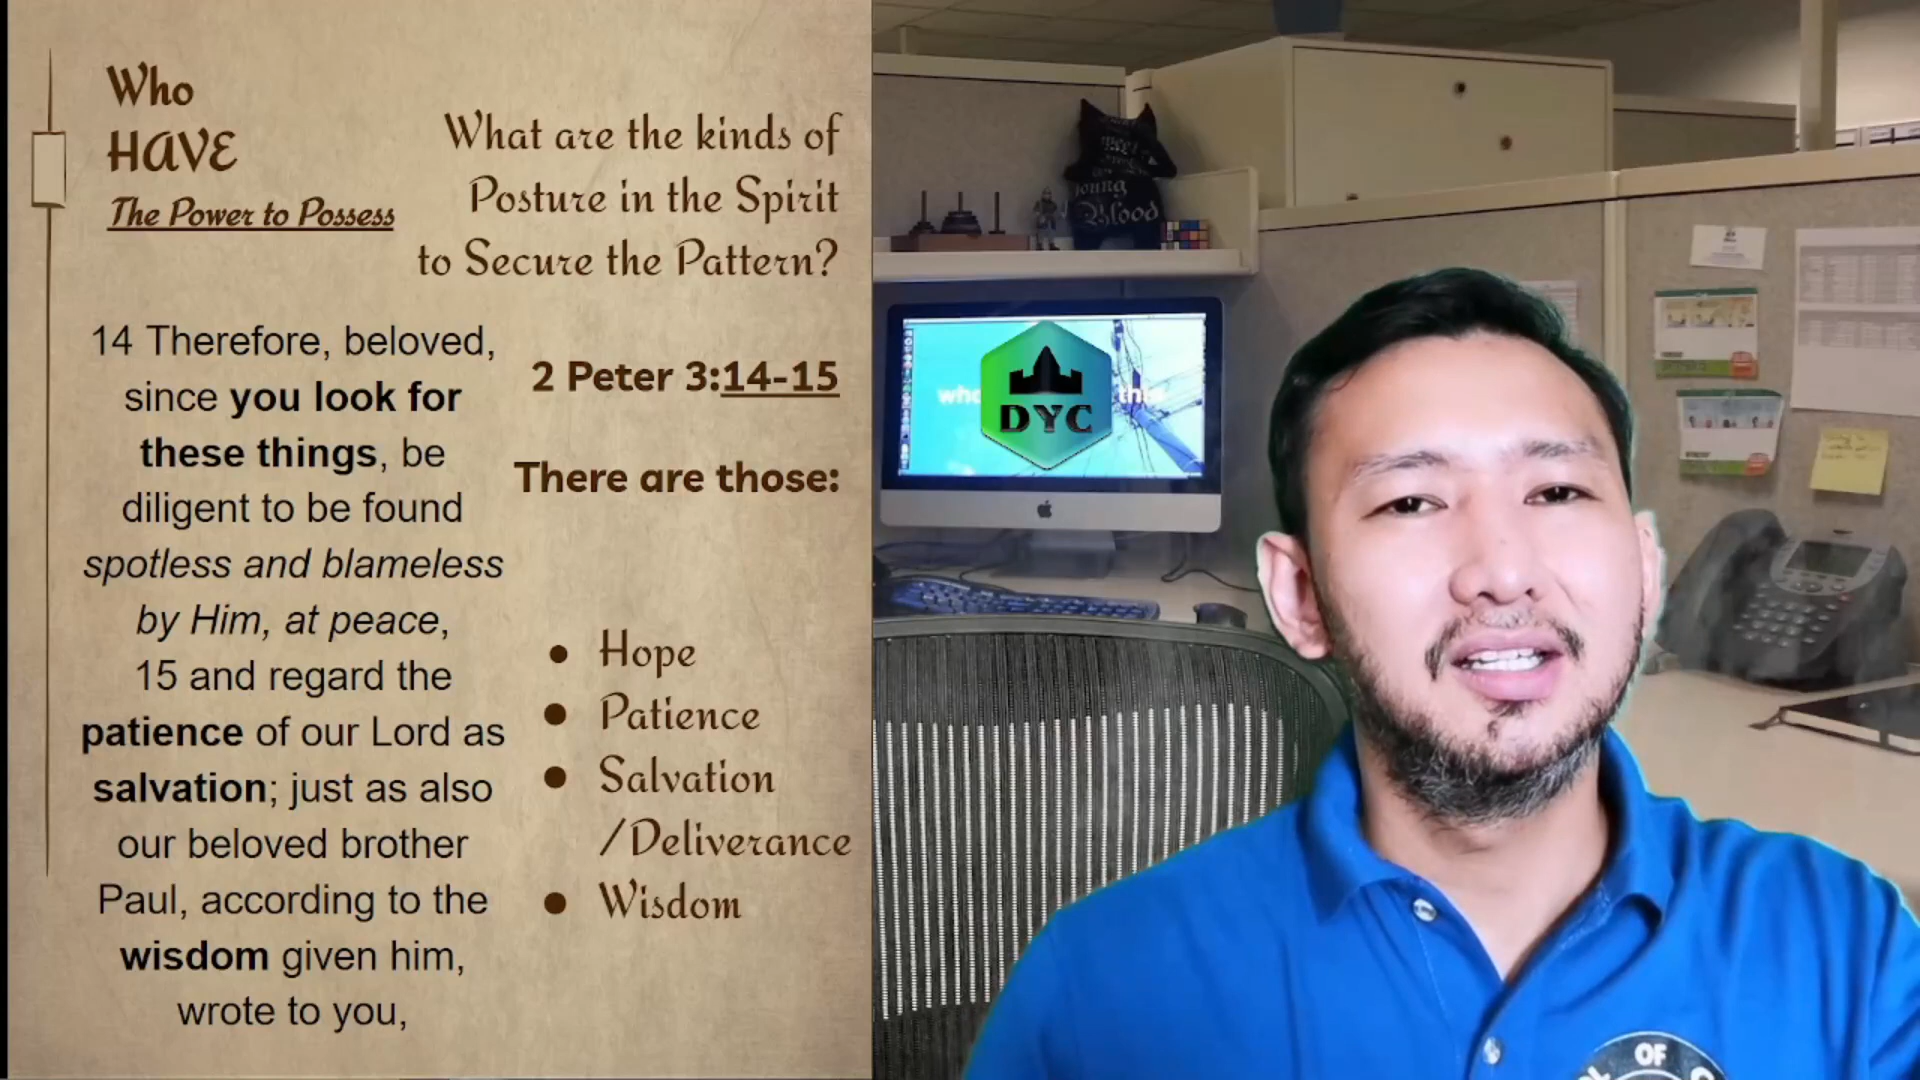 Who
HAVE
The Power to Possess
What are the kinds of
Posture in the Spirit
to Secure the Pattern?
14 Therefore, beloved,
since you look for
these things, be
diligent to be found
spotless and blameless
by Him, at peace,
15 and regard the
patience of our Lord as
salvation; just as also
our beloved brother
Paul, according to the
wisdom given him,
wrote to you,
2 Peter 3:14-15
There are those:
● Hope
● Patience
● Salvation
/Deliverance
● Wisdom
Young
Blood
DYC
OF